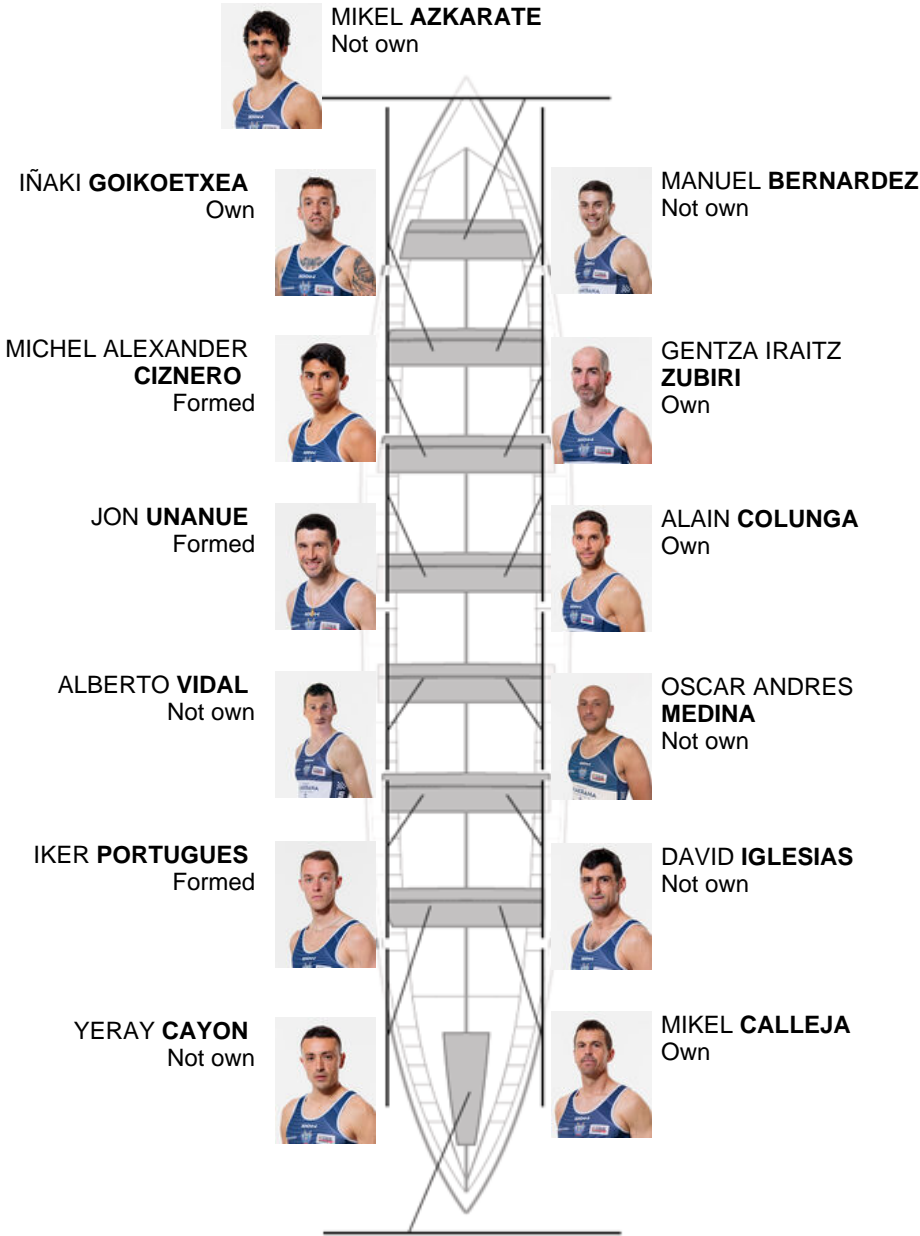 MIKEL AZKARATE
Not own
IÑAKI GOIKOETXEA
Own
MANUEL BERNARDEZ
Not own
MICHEL ALEXANDER
CIZNERO
Formed
GENTZA IRAITZ
ZUBIRI
Own
JON UNANUE
Formed
ALAIN COLUNGA
Own
ALBERTO VIDAL
Not own
OSCAR ANDRES
MEDINA
Not own
IKER PORTUGUES
Formed
DAVID IGLESIAS
Not own
YERAY CAYON
Not own
MIKEL CALLEJA
Own